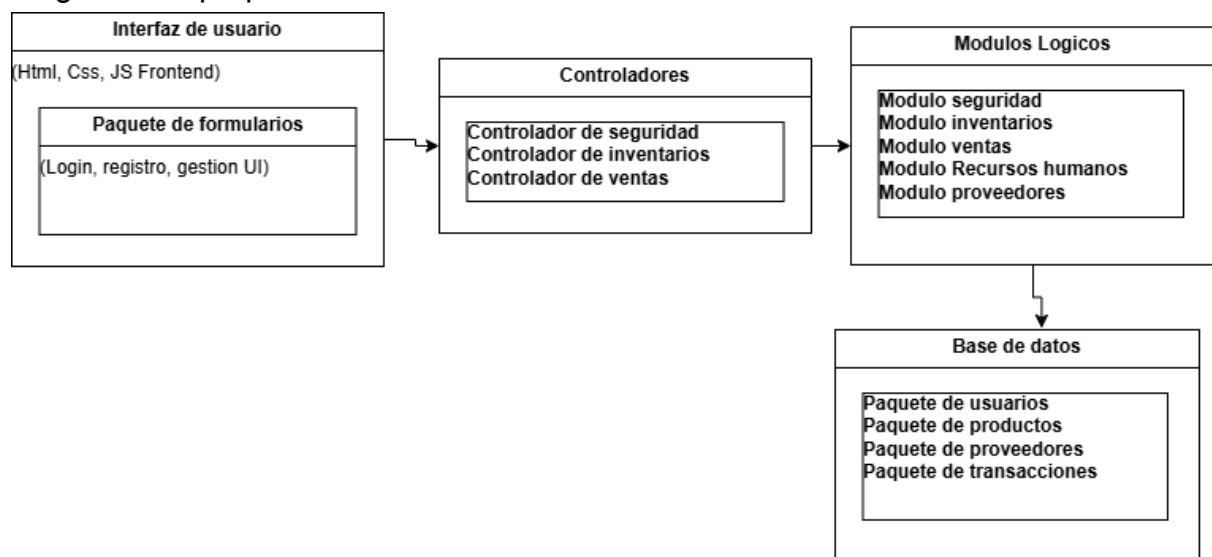 Interfaz de usuario
(Html, Css, JS Frontend)
Paquete de formularios
(Login, registro, gestion UI)
Controladores
Controlador de seguridad
Controlador de inventarios
Controlador de ventas
Modulos Logicos
Modulo seguridad
Modulo inventarios
Modulo ventas
Modulo Recursos humanos
Modulo proveedores
Base de datos
Paquete de usuarios
Paquete de productos
Paquete de proveedores
Paquete de transacciones